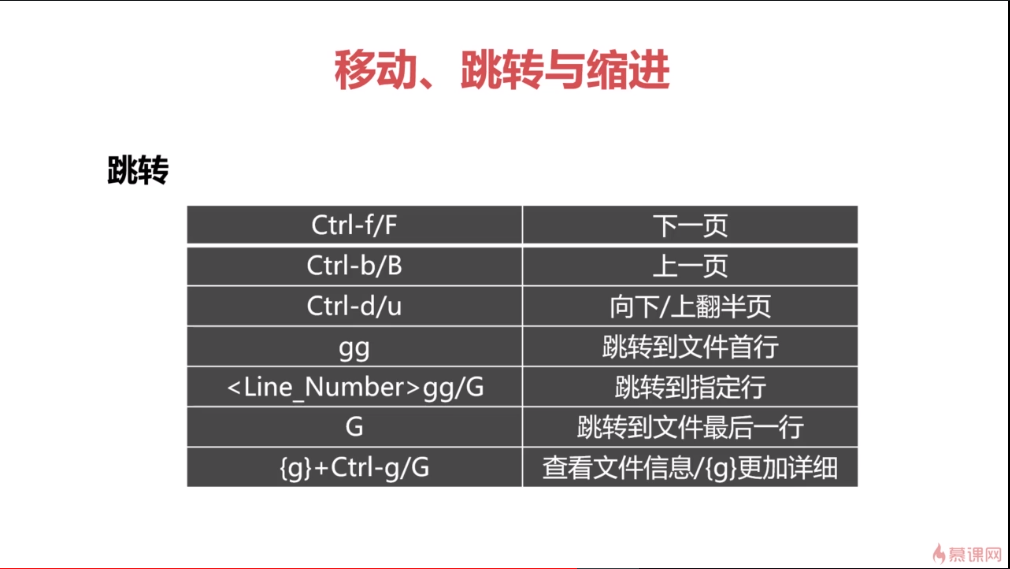 移动、跳转与缩进
跳转
Ctrl-f/F 下一页
Ctrl-b/B 上一页
Ctrl-d/u 向下/上翻半页
gg 跳转到文件首行
<Line_Number>gg/G 跳转到指定行
G 跳转到文件最后一行
{g}+Ctrl-g/G 查看文件信息/{g}更加详细
慕课网